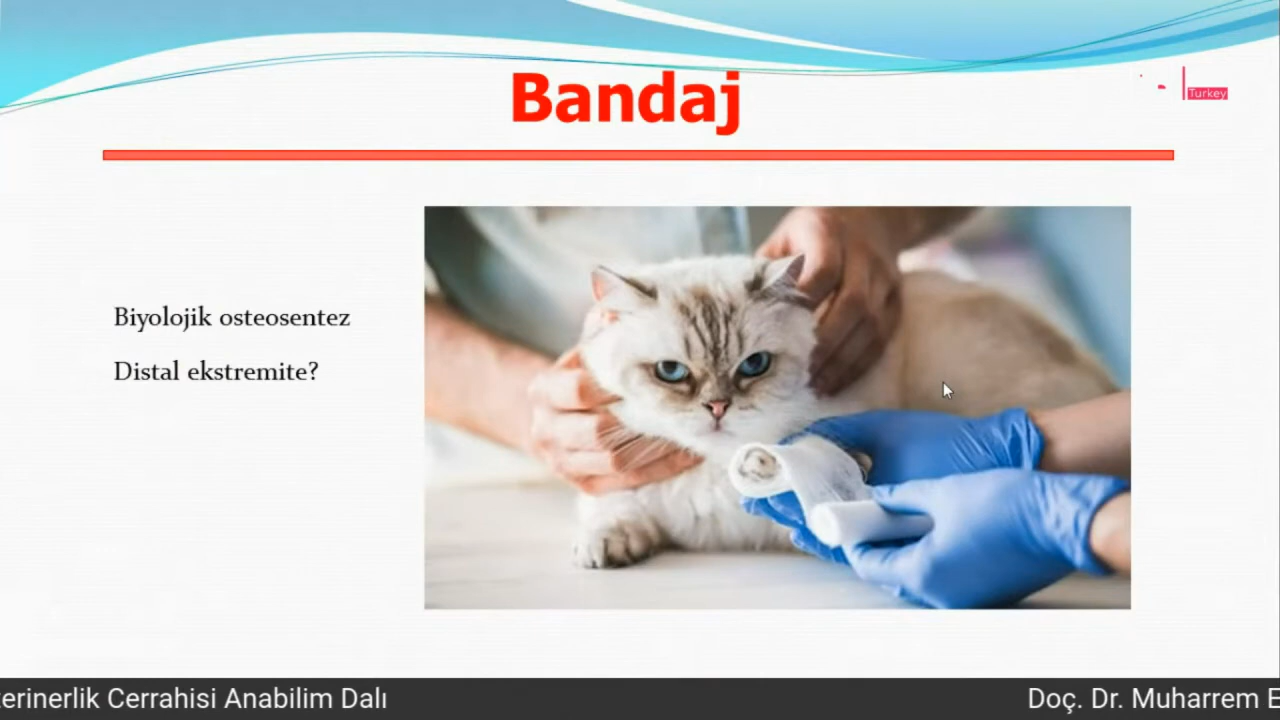 Bandaj
Turkey
Biyolojik osteosentez
Distal ekstremite?
erinerlik Cerrahisi Anabilim Dalı
Doç. Dr. Muharrem E